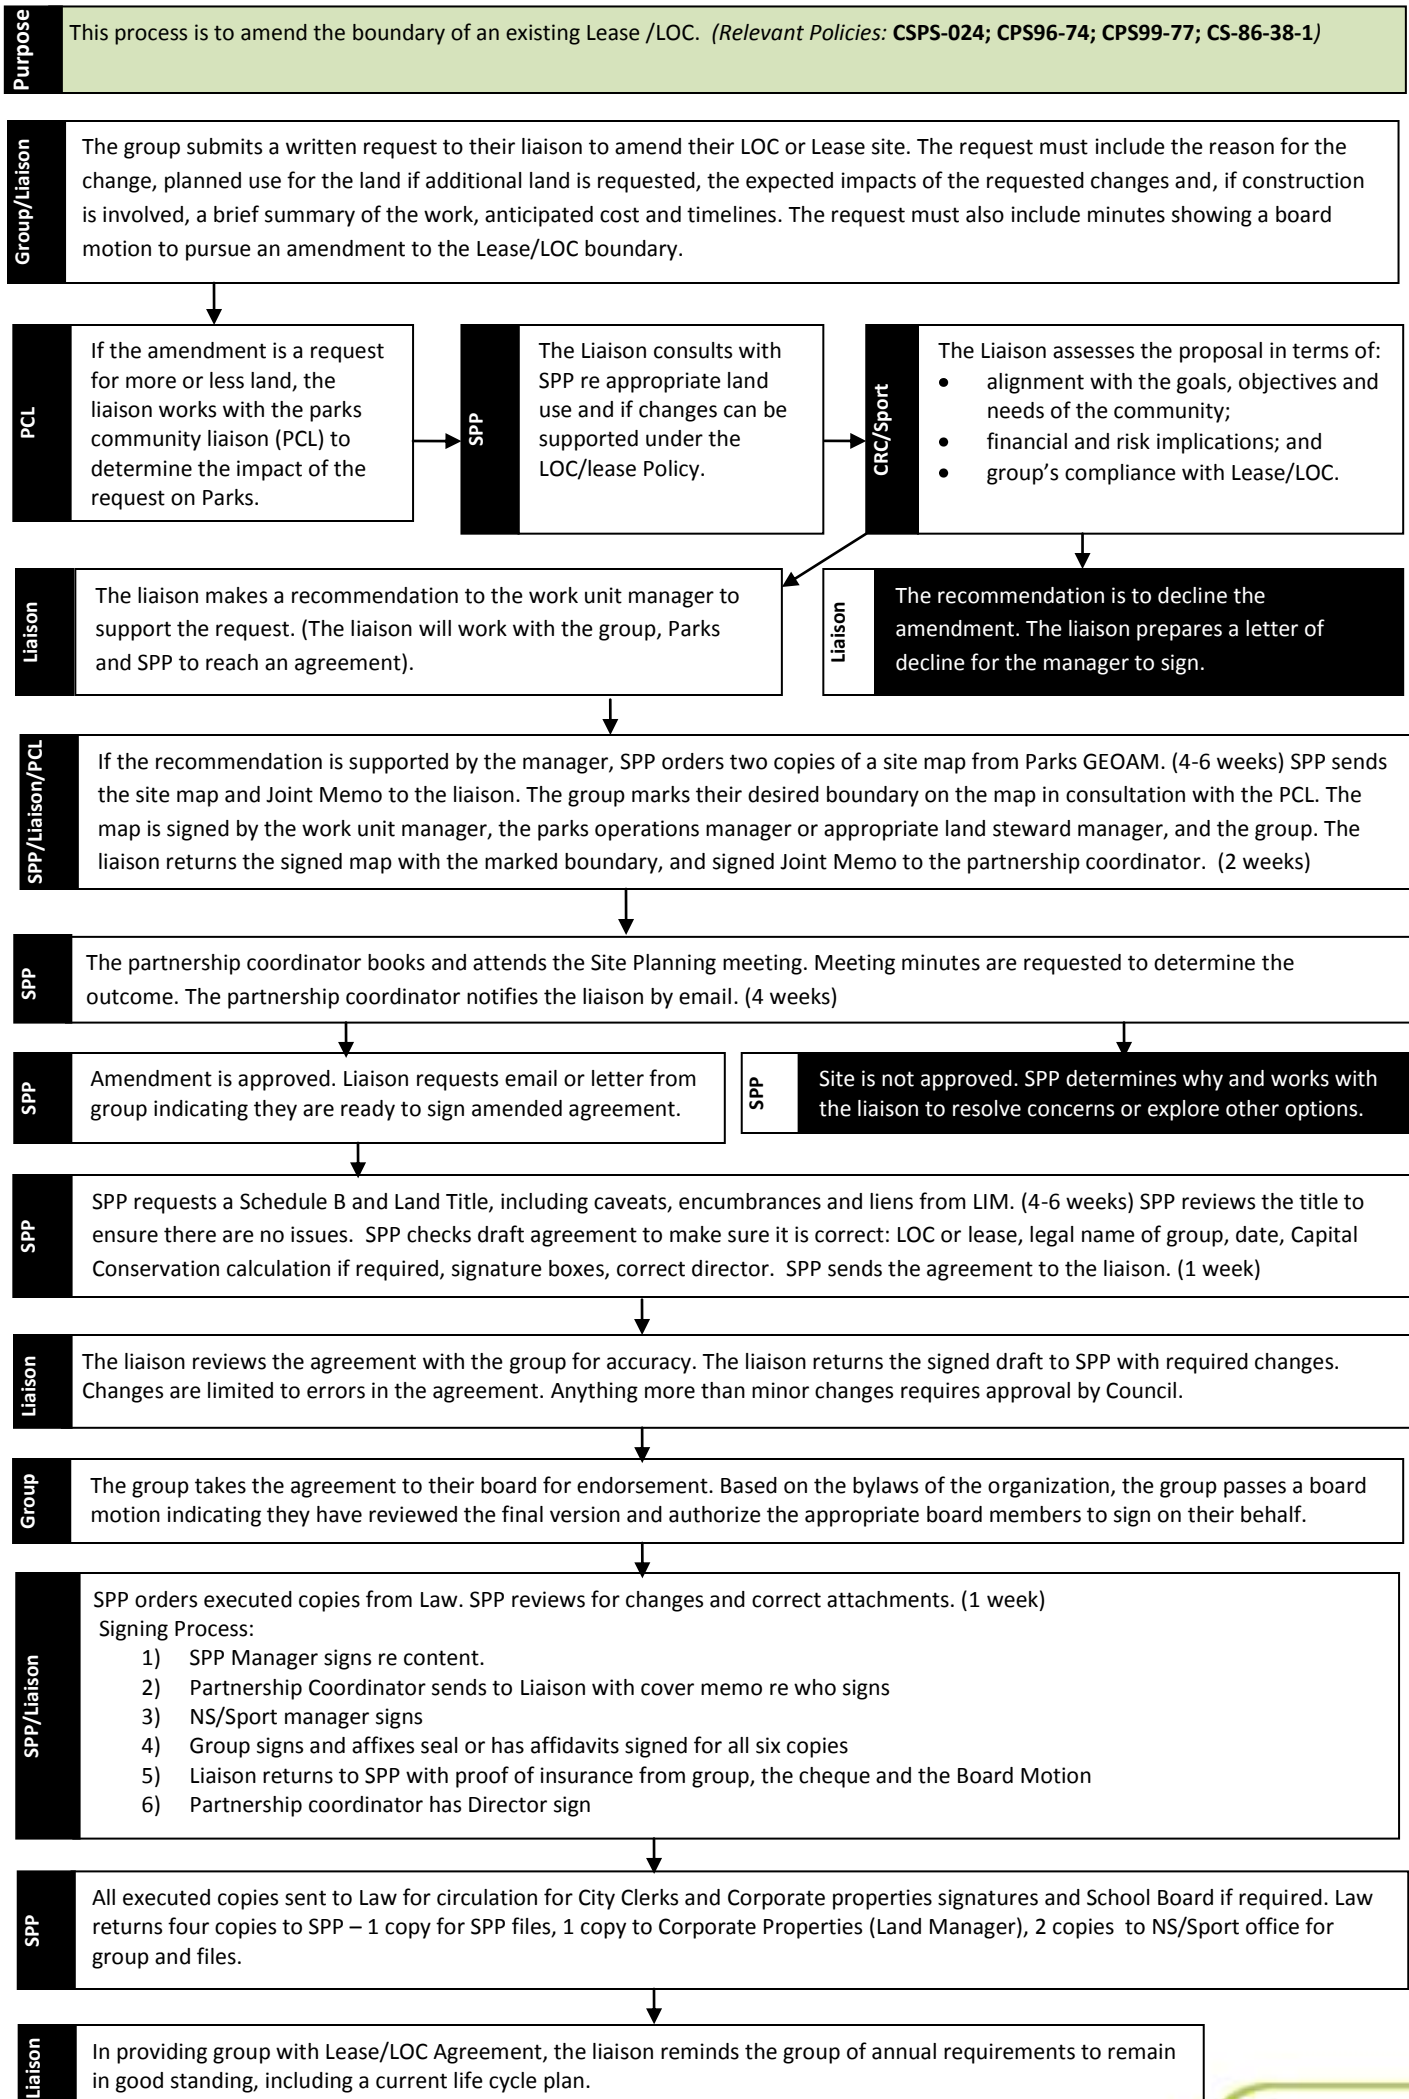 Purpose
This process is to amend the boundary of an existing Lease /LOC. (Relevant Policies: CSPS-024; CPS96-74; CPS99-77; CS-86-38-1)
Group/Liaison
The group submits a written request to their liaison to amend their LOC or Lease site. The request must include the reason for the
change, planned use for the land if additional land is requested, the expected impacts of the requested changes and, if construction
is involved, a brief summary of the work, anticipated cost and timelines. The request must also include minutes showing a board
motion to pursue an amendment to the Lease/LOC boundary.
PCL
If the amendment is a request
for more or less land, the
liaison works with the parks
community liaison (PCL) to
determine the impact of the
request on Parks.
SPP
The Liaison consults with
SPP re appropriate land
use and if changes can be
supported under the
LOC/lease Policy.
CRC/Sport
The Liaison assesses the proposal in terms of:
• alignment with the goals, objectives and
needs of the community;
• financial and risk implications; and
• group's compliance with Lease/LOC.
Liaison
The liaison makes a recommendation to the work unit manager to
support the request. (The liaison will work with the group, Parks
and SPP to reach an agreement).
Liaison
The recommendation is to decline the
amendment. The liaison prepares a letter of
decline for the manager to sign.
SPP/Liaison/PCL
If the recommendation is supported by the manager, SPP orders two copies of a site map from Parks GEOAM. (4-6 weeks) SPP sends
the site map and Joint Memo to the liaison. The group marks their desired boundary on the map in consultation with the PCL. The
map is signed by the work unit manager, the parks operations manager or appropriate land steward manager, and the group. The
liaison returns the signed map with the marked boundary, and signed Joint Memo to the partnership coordinator. (2 weeks)
SPP
The partnership coordinator books and attends the Site Planning meeting. Meeting minutes are requested to determine the
outcome. The partnership coordinator notifies the liaison by email. (4 weeks)
SPP
Amendment is approved. Liaison requests email or letter from
group indicating they are ready to sign amended agreement.
SPP
Site is not approved. SPP determines why and works with
the liaison to resolve concerns or explore other options.
SPP
SPP requests a Schedule B and Land Title, including caveats, encumbrances and liens from LIM. (4-6 weeks) SPP reviews the title to
ensure there are no issues. SPP checks draft agreement to make sure it is correct: LOC or lease, legal name of group, date, Capital
Conservation calculation if required, signature boxes, correct director. SPP sends the agreement to the liaison. (1 week)
Liaison
The liaison reviews the agreement with the group for accuracy. The liaison returns the signed draft to SPP with required changes.
Changes are limited to errors in the agreement. Anything more than minor changes requires approval by Council.
Group
The group takes the agreement to their board for endorsement. Based on the bylaws of the organization, the group passes a board
motion indicating they have reviewed the final version and authorize the appropriate board members to sign on their behalf.
SPP/Liaison
SPP orders executed copies from Law. SPP reviews for changes and correct attachments. (1 week)
Signing Process:
1) SPP Manager signs re content.
2) Partnership Coordinator sends to Liaison with cover memo re who signs
3) NS/Sport manager signs
4) Group signs and affixes seal or has affidavits signed for all six copies
5) Liaison returns to SPP with proof of insurance from group, the cheque and the Board Motion
6) Partnership coordinator has Director sign
SPP
All executed copies sent to Law for circulation for City Clerks and Corporate properties signatures and School Board if required. Law
returns four copies to SPP – 1 copy for SPP files, 1 copy to Corporate Properties (Land Manager), 2 copies to NS/Sport office for
group and files.
Liaison
In providing group with Lease/LOC Agreement, the liaison reminds the group of annual requirements to remain
in good standing, including a current life cycle plan.